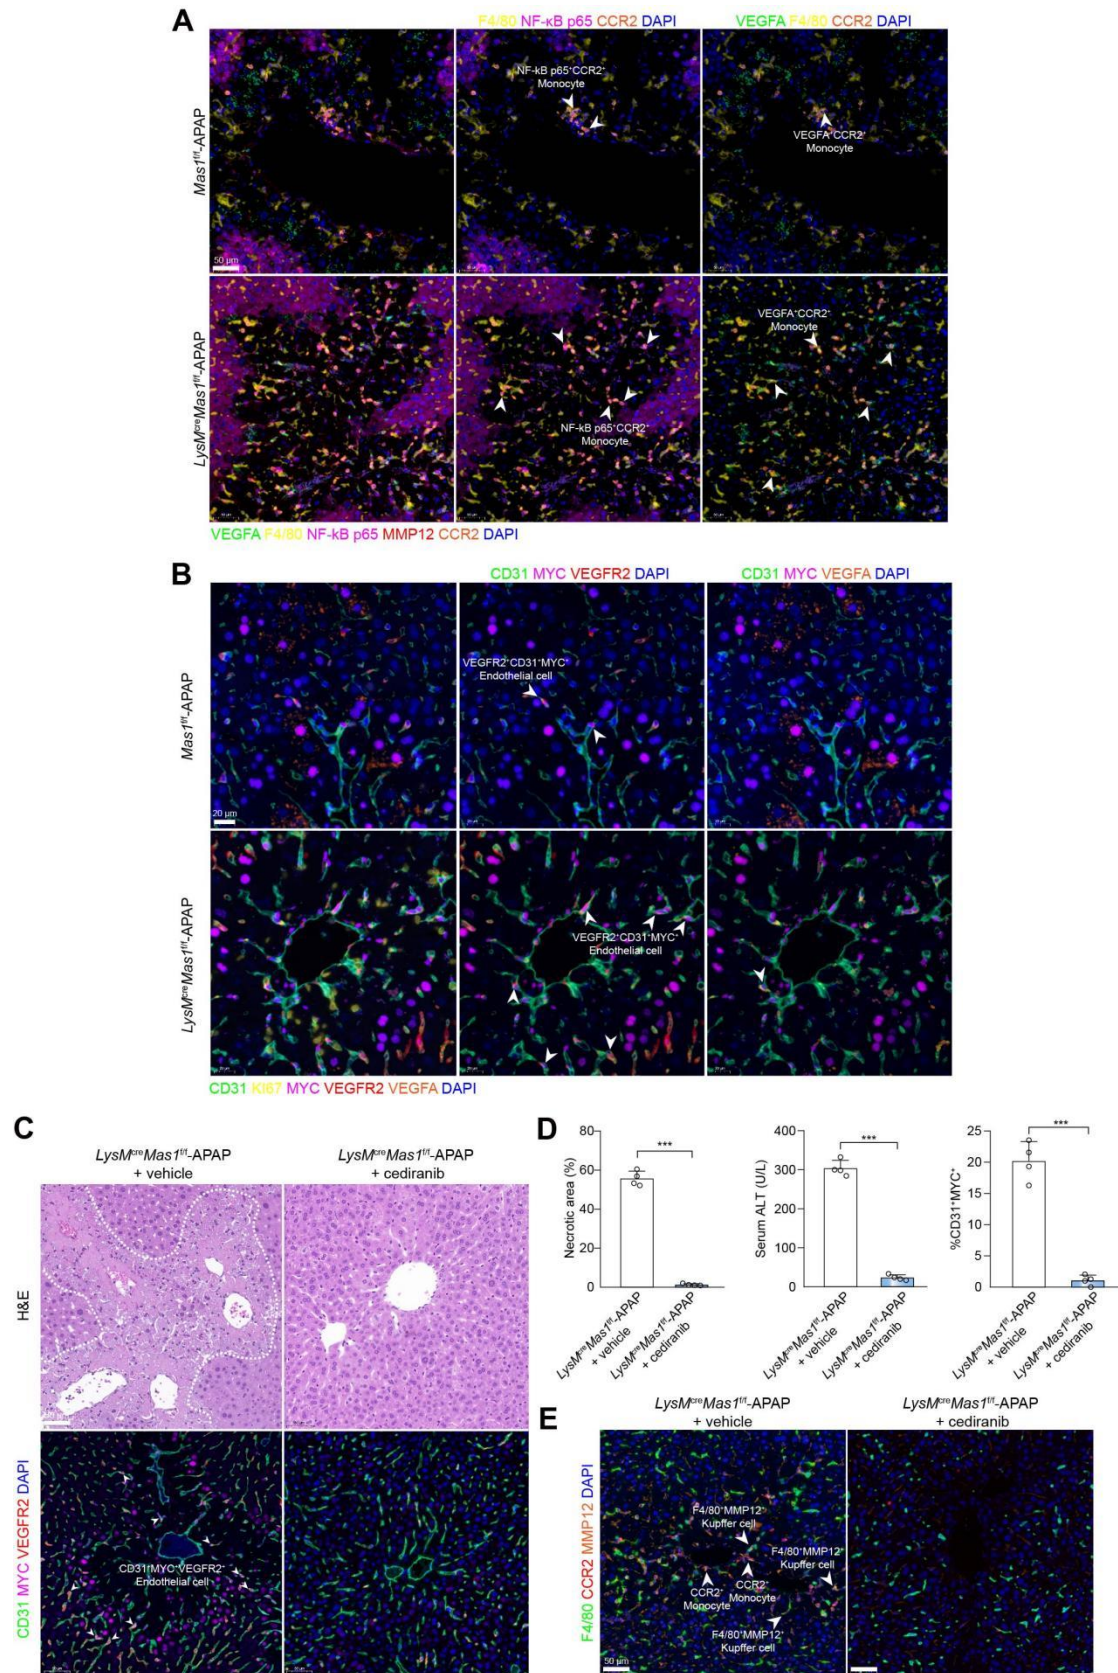 A
F4/80 NF-κB p65 CCR2 DAPI
VEGFA F4/80 CCR2 DAPI
Mas1f/f-APAP
NF-kB p65+CCR2+
Monocyte
VEGFA+CCR2+
Monocyte
50 μm
LysMcreMas1f/f-APAP
VEGFA+CCR2+
Monocyte
NF-kB p65+CCR2+
Monocyte
VEGFA F4/80 NF-kB p65 MMP12 CCR2 DAPI
B
CD31 MYC VEGFR2 DAPI
CD31 MYC VEGFA DAPI
Mas1f/f-APAP
VEGFR2+CD31+MYC+
Endothelial cell
20 μm
LysMcreMas1f/f-APAP
VEGFR2+CD31+MYC+
Endothelial cell
CD31 KI67 MYC VEGFR2 VEGFA DAPI
C
LysMcreMas1f/f-APAP
+ vehicle
LysMcreMas1f/f-APAP
+ cediranib
H&E
CD31 MYC VEGFR2 DAPI
CD31+MYC+VEGFR2+
Endothelial cell
D
Necrotic area (%)
80
60
40
20
0
***
LysMcreMas1f/f-APAP
+ vehicle
LysMcreMas1f/f-APAP
+ cediranib
Serum ALT (U/L)
400
300
200
100
0
***
LysMcreMas1f/f-APAP
+ vehicle
LysMcreMas1f/f-APAP
+ cediranib
%CD31+MYC+
25
20
15
10
5
0
***
LysMcreMas1f/f-APAP
+ vehicle
LysMcreMas1f/f-APAP
+ cediranib
E
LysMcreMas1f/f-APAP
+ vehicle
LysMcreMas1f/f-APAP
+ cediranib
F4/80 CCR2 MMP12 DAPI
F4/80+MMP12+
Kupffer cell
F4/80+MMP12+
Kupffer cell
CCR2+
Monocyte
CCR2+
Monocyte
F4/80+MMP12+
Kupffer cell
50 μm